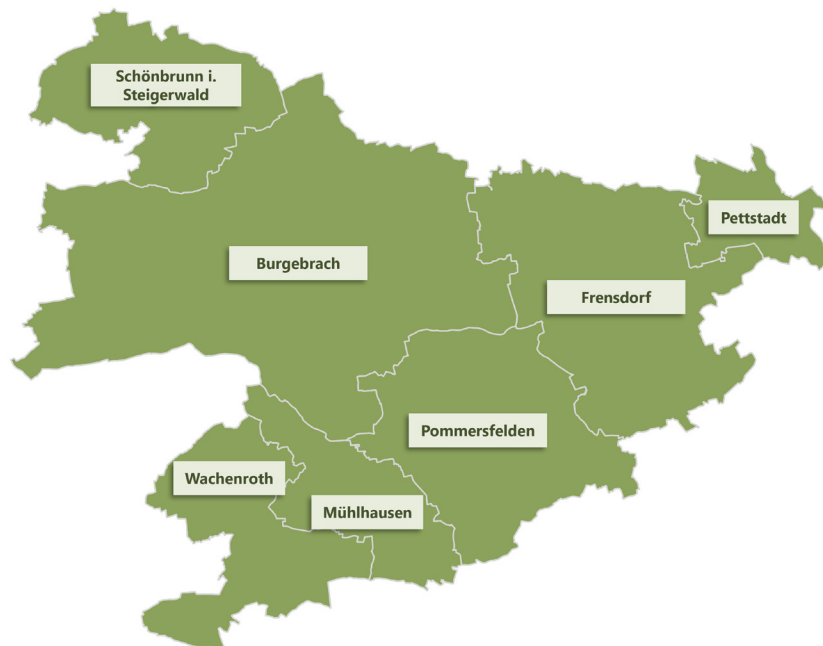 Schönbrunn i.
Steigerwald
Pettstadt
Burgebrach
Frensdorf
Pommersfelden
Wachenroth
Mühlhausen